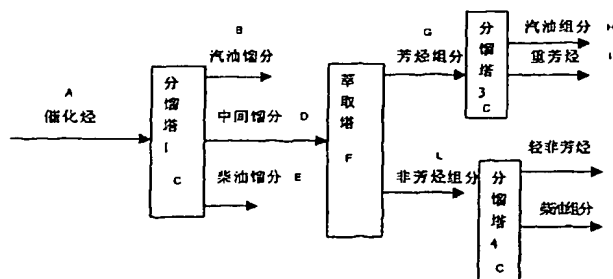 A
催化烃
分馏塔1
C
B
汽油馏分
中间馏分 D
柴油馏分 E
萃取塔
F
G
芳烃组分
L
非芳烃组分
分馏塔3
C
汽油组分 H
重芳烃 I
分馏塔4
C
轻非芳烃
柴油组分